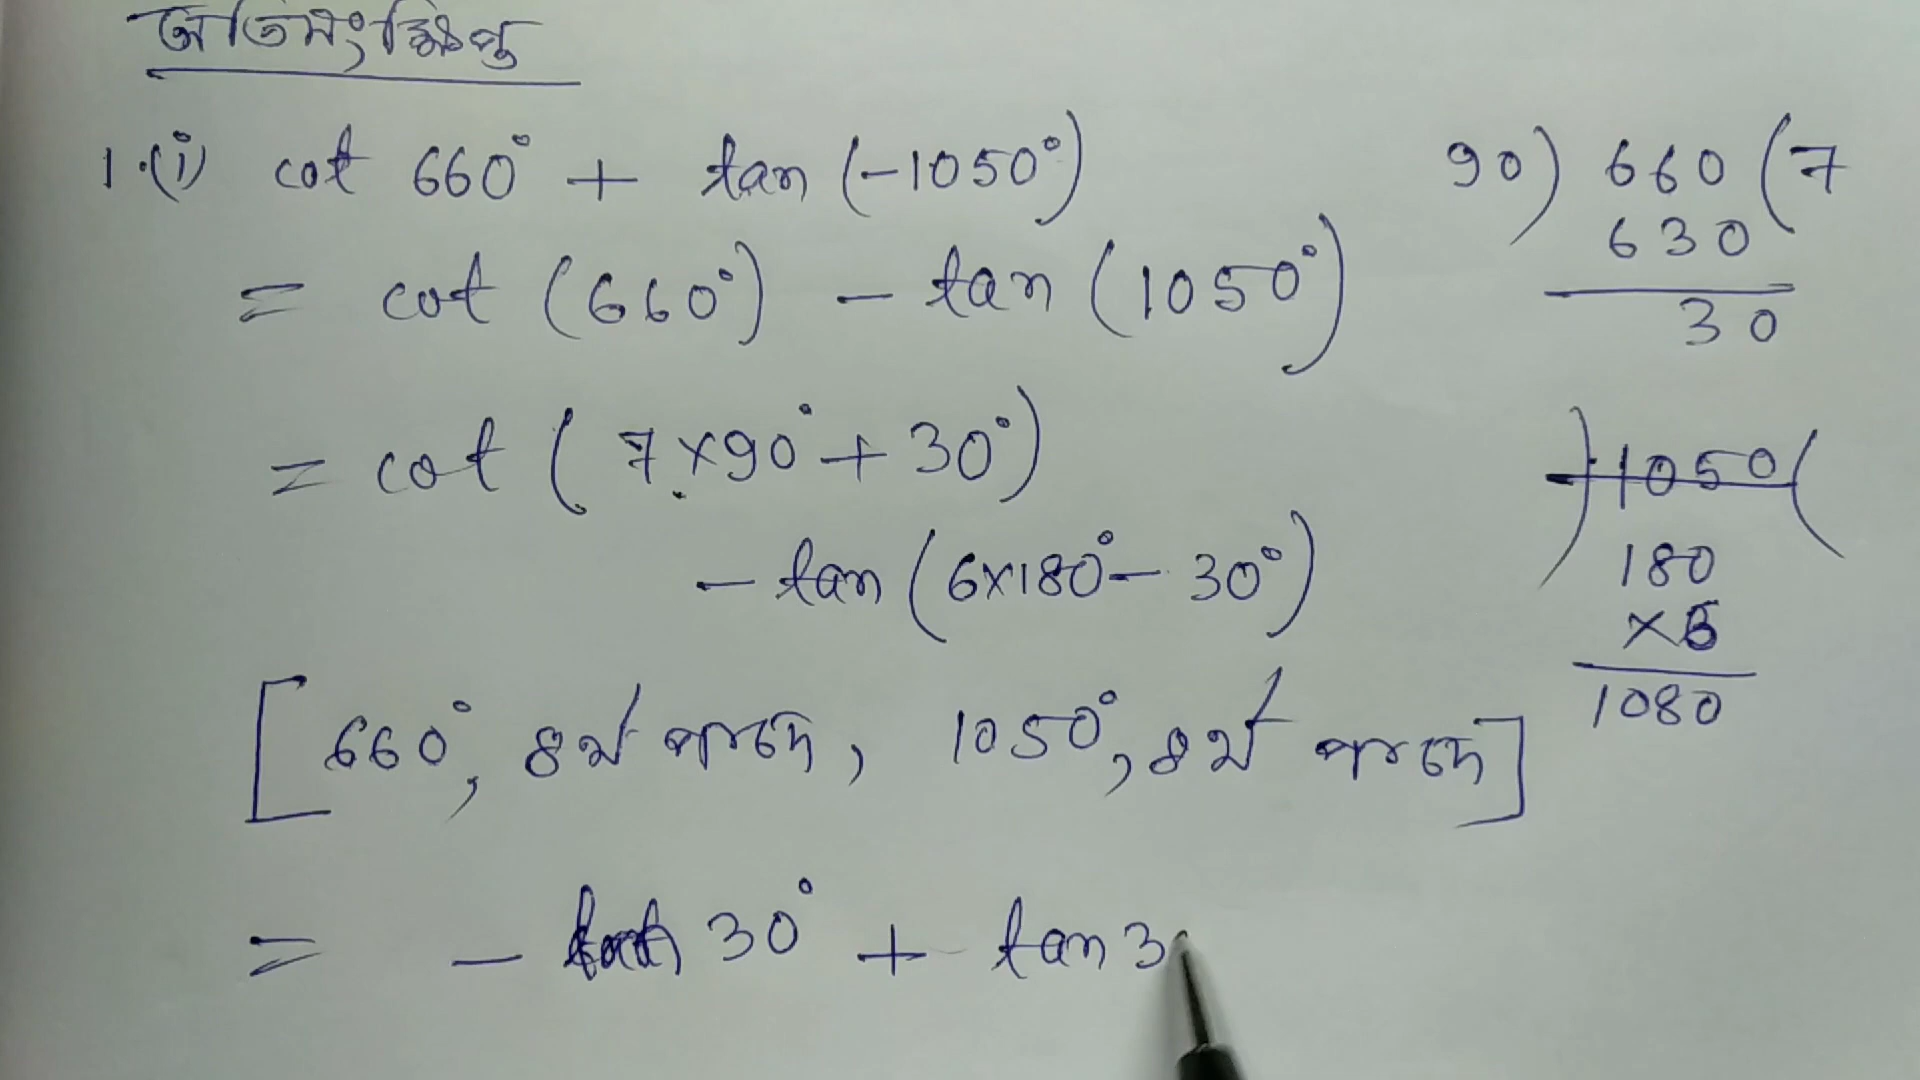 অতিসংক্ষিপ্ত
1.(i) cot 660° + tan (-1050°)
= cot (660°) - tan (1050°)
= cot (7×90° + 30°)
- tan (6×180° - 30°)
[660°, ৪র্থ পাদে, 1050°, ৪র্থ পাদে]
= - 30° + tan 3
90) 660 (7
630
30
)1050(
180
×6
1080